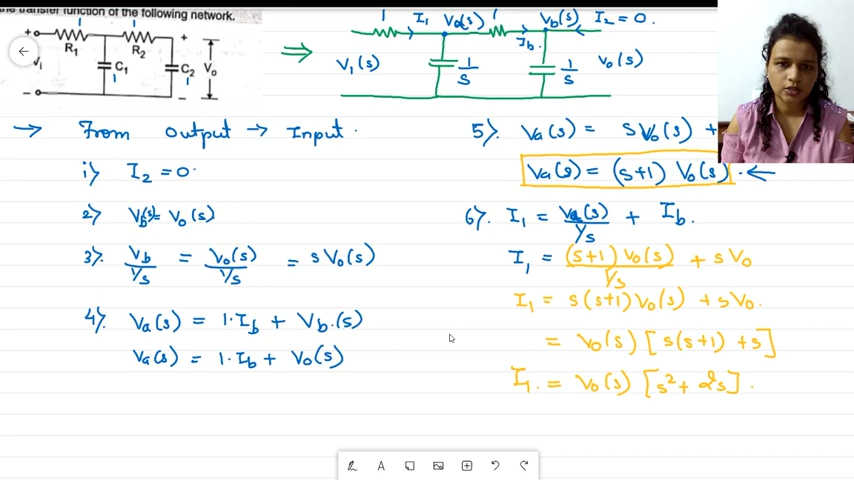 the transfer function of the following network.
1 1
+ R1 R2 +
V1 C1 C2 Vo
1 1
- -
⇒
1 I1 Va(s) 1 Vb(s) I2 = 0.
Ib.
V1(s) 1/s 1/s Vo(s)
→ From output → Input.
1) I2 = 0.
2) Vb(s) = Vo(s)
3) Vb/(1/s) = Vo(s)/(1/s) = sVo(s)
4) Va(s) = 1·Ib + Vb.(s)
Va(s) = 1·Ib + Vo(s)
5) Va(s) = sVo(s) +
Va(s) = (s+1) Vo(s). ←
6) I1 = Va(s)/(1/s) + Ib.
I1 = (s+1) Vo(s)/(1/s) + sVo
I1 = s(s+1)Vo(s) + sVo.
= Vo(s) [s(s+1) + s]
I1 = Vo(s) [s² + 2s].
A